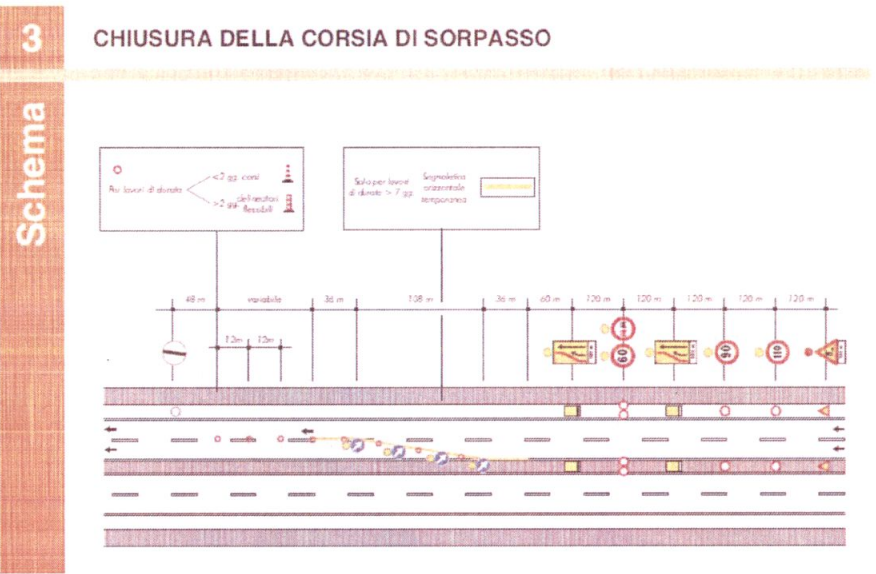 3
CHIUSURA DELLA CORSIA DI SORPASSO
Schema
Per lavori di durata
<2 gg. coni
>2 gg. deflettori
flessibili
Solo per lavori
di durata > 7 gg.
Segnaletica
orizzontale
temporanea
48 m variabile 36 m 108 m 36 m 60 m 120 m 120 m 120 m 120 m 120 m
12m 12m
60
90
110